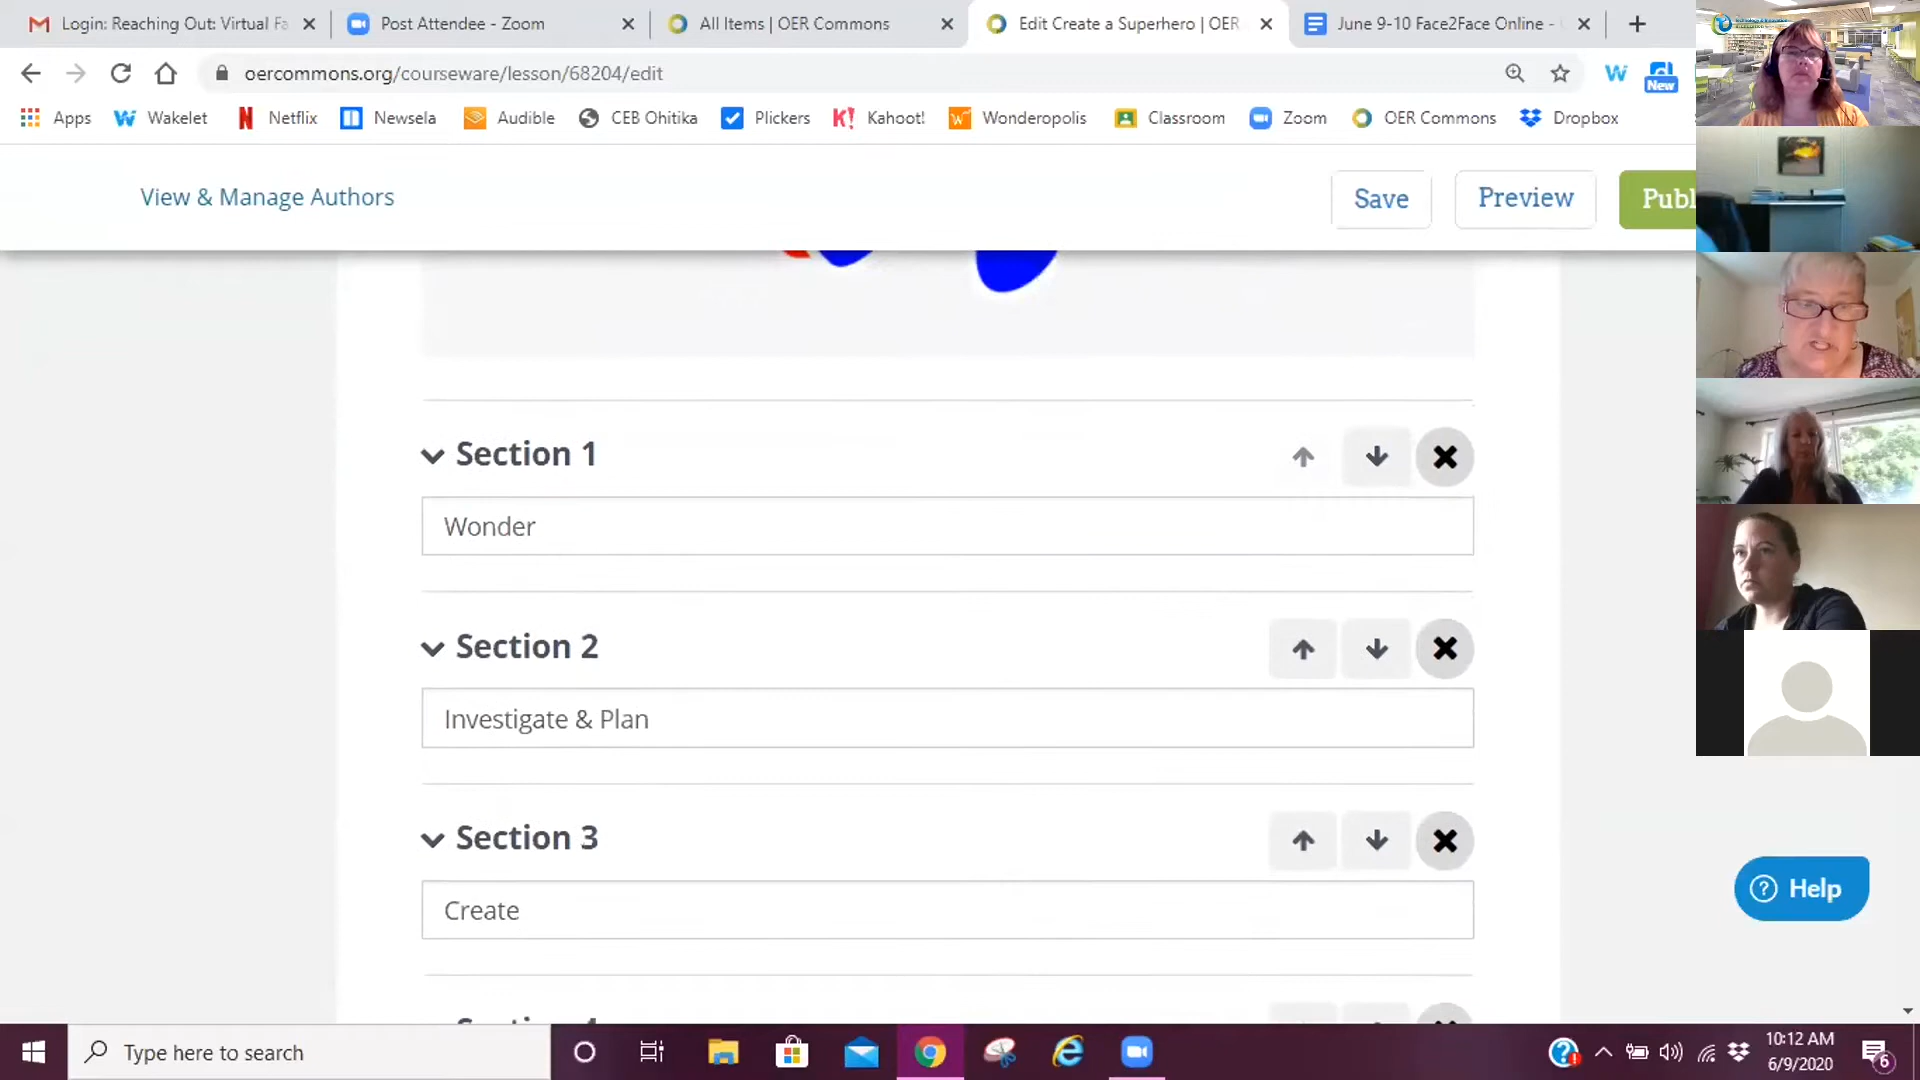 Login: Reaching Out: Virtual Fa
Post Attendee - Zoom
All Items | OER Commons
Edit Create a Superhero | OER
June 9-10 Face2Face Online -
oercommons.org/courseware/lesson/68204/edit
New
Apps
Wakelet
Netflix
Newsela
Audible
CEB Ohitika
Plickers
Kahoot!
Wonderopolis
Classroom
Zoom
OER Commons
Dropbox
View & Manage Authors
Save
Preview
Publ
Section 1
Wonder
Section 2
Investigate & Plan
Section 3
Create
Help
Type here to search
10:12 AM
6/9/2020
6